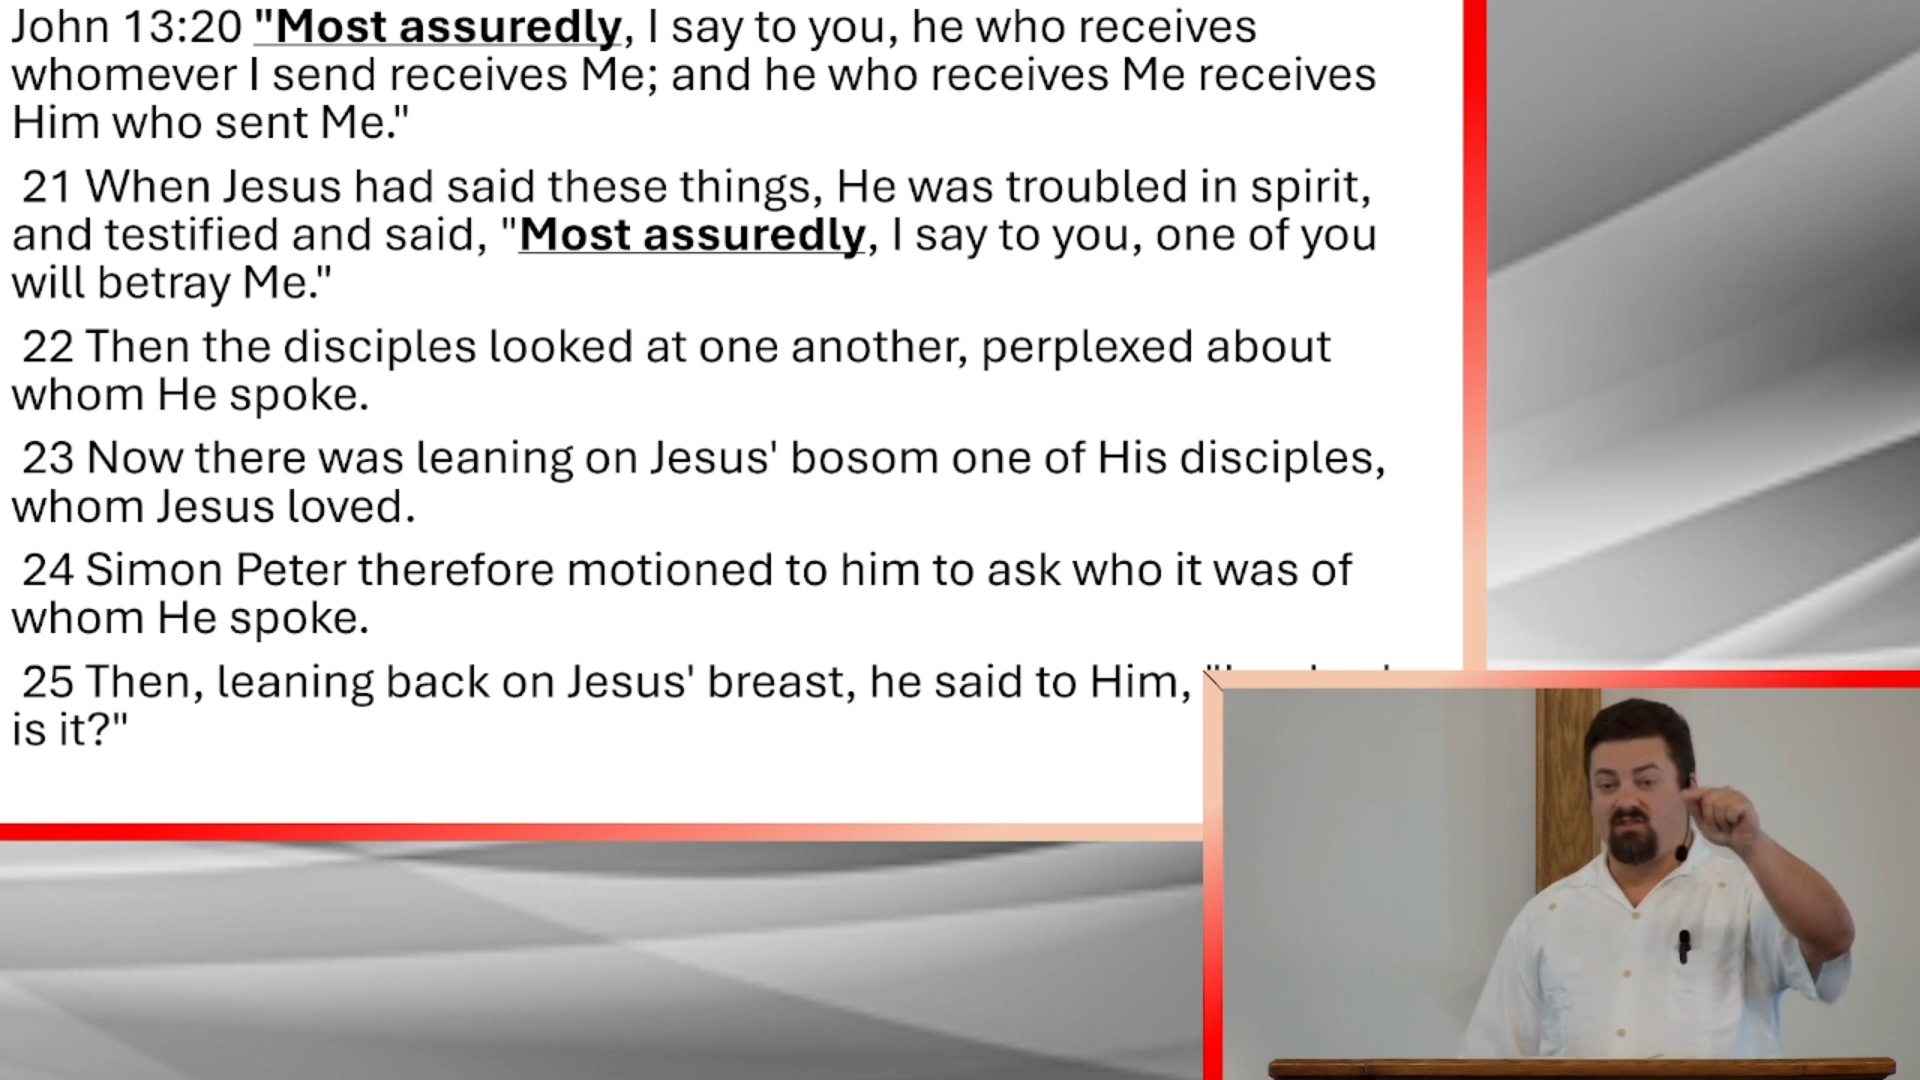 John 13:20 "Most assuredly, I say to you, he who receives
whomever I send receives Me; and he who receives Me receives
Him who sent Me."
21 When Jesus had said these things, He was troubled in spirit,
and testified and said, "Most assuredly, I say to you, one of you
will betray Me."
22 Then the disciples looked at one another, perplexed about
whom He spoke.
23 Now there was leaning on Jesus' bosom one of His disciples,
whom Jesus loved.
24 Simon Peter therefore motioned to him to ask who it was of
whom He spoke.
25 Then, leaning back on Jesus' breast, he said to Him,
is it?"